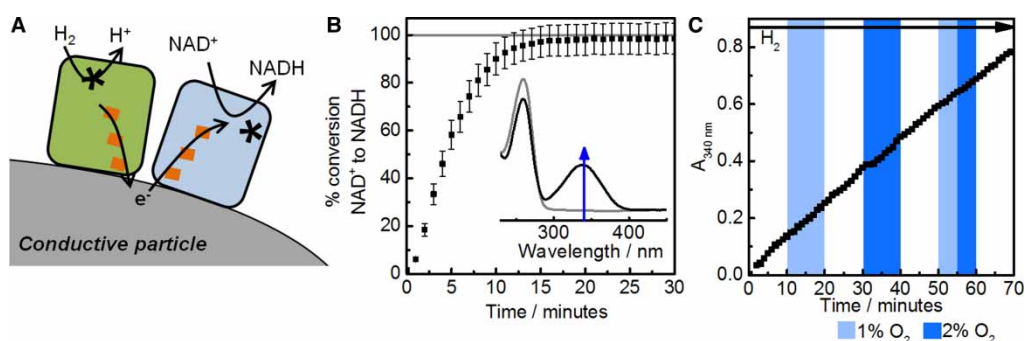 A
H₂
H⁺
NAD⁺
NADH
e⁻
Conductive particle
B
% conversion
NAD⁺ to NADH
100
80
60
40
20
0
0 5 10 15 20 25 30
Time / minutes
300 400
Wavelength / nm
C
H₂
A₃₄₀ ₙₘ
0.8
0.6
0.4
0.2
0.0
0 10 20 30 40 50 60 70
Time / minutes
1% O₂ 2% O₂